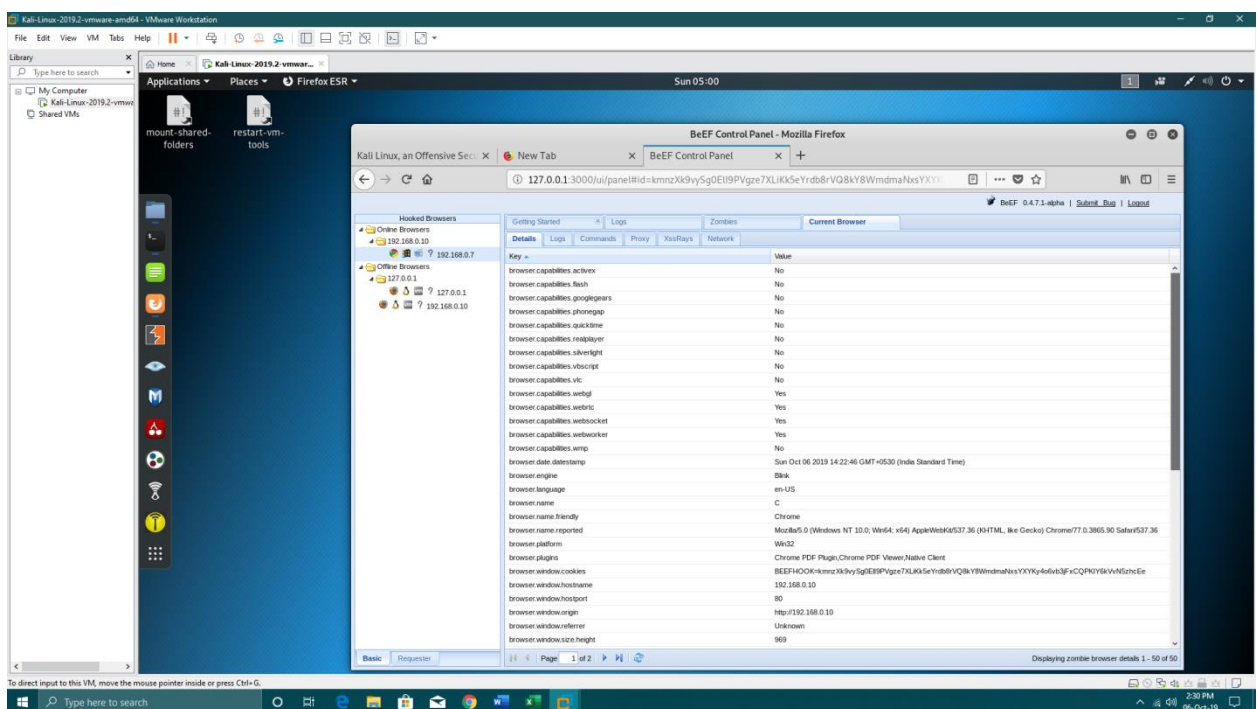 Kali-Linux-2019.2-vmware-amd64 - VMware Workstation
File Edit View VM Tabs Help
Library
Type here to search
My Computer
Kali-Linux-2019.2-vmwa
Shared VMs
Home
Kali-Linux-2019.2-vmwar...
Applications Places Firefox ESR Sun 05:00 1
mount-shared-folders
restart-vm-tools
BeEF Control Panel - Mozilla Firefox
Kali Linux, an Offensive Secu
New Tab
BeEF Control Panel
BeEF 0.4.7.1-alpha | Submit Bug | Logout
Hooked Browsers
Online Browsers
192.168.0.10
? 192.168.0.7
Offline Browsers
127.0.0.1
? 127.0.0.1
? 192.168.0.10
Basic Requester
Getting Started Logs Zombies Current Browser
Details Logs Commands Proxy XssRays Network
Key Value
browser.capabilities.activex No
browser.capabilities.flash No
browser.capabilities.googlegears No
browser.capabilities.phonegap No
browser.capabilities.quicktime No
browser.capabilities.realplayer No
browser.capabilities.silverlight No
browser.capabilities.vbscript No
browser.capabilities.vlc No
browser.capabilities.webgl Yes
browser.capabilities.webrtc Yes
browser.capabilities.websocket Yes
browser.capabilities.webworker Yes
browser.capabilities.wmp No
browser.date.datestamp Sun Oct 06 2019 14:22:46 GMT+0530 (India Standard Time)
browser.engine Blink
browser.language en-US
browser.name C
browser.name.friendly Chrome
browser.name.reported Mozilla/5.0 (Windows NT 10.0; Win64; x64) AppleWebKit/537.36 (KHTML, like Gecko) Chrome/77.0.3865.90 Safari/537.36
browser.platform Win32
browser.plugins Chrome PDF Plugin,Chrome PDF Viewer,Native Client
browser.window.cookies
browser.window.hostname 192.168.0.10
browser.window.hostport 80
browser.window.origin http://192.168.0.10
browser.window.referrer Unknown
browser.window.size.height 969
Page 1 of 2
Displaying zombie browser details 1 - 50 of 50
To direct input to this VM, move the mouse pointer inside or press Ctrl+G.
Type here to search
2:30 PM
06-Oct-19